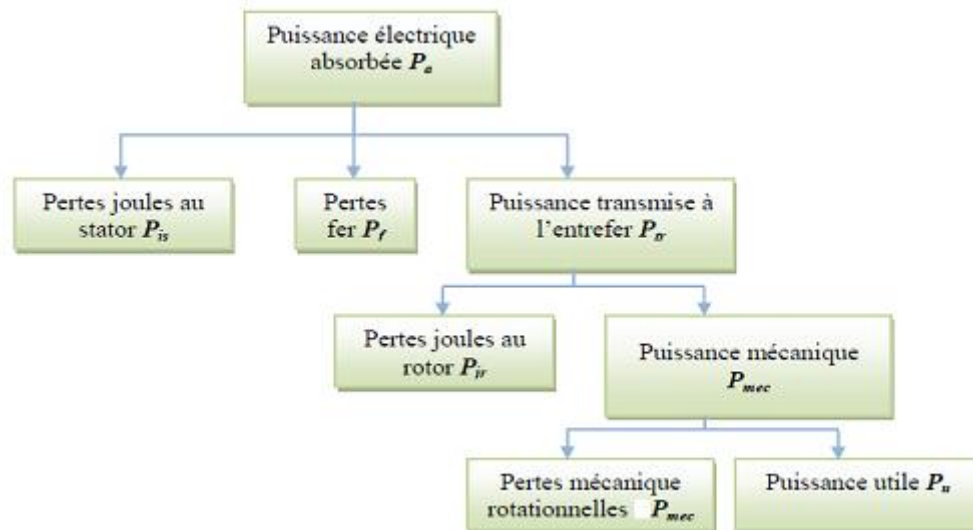 Puissance électrique
absorbée Pa
Pertes joules au
stator Pjs
Pertes
fer Pf
Puissance transmise à
l'entrefer Ptr
Pertes joules au
rotor Pjr
Puissance mécanique
Pmec
Pertes mécanique
rotationnelles Pmec
Puissance utile Pu